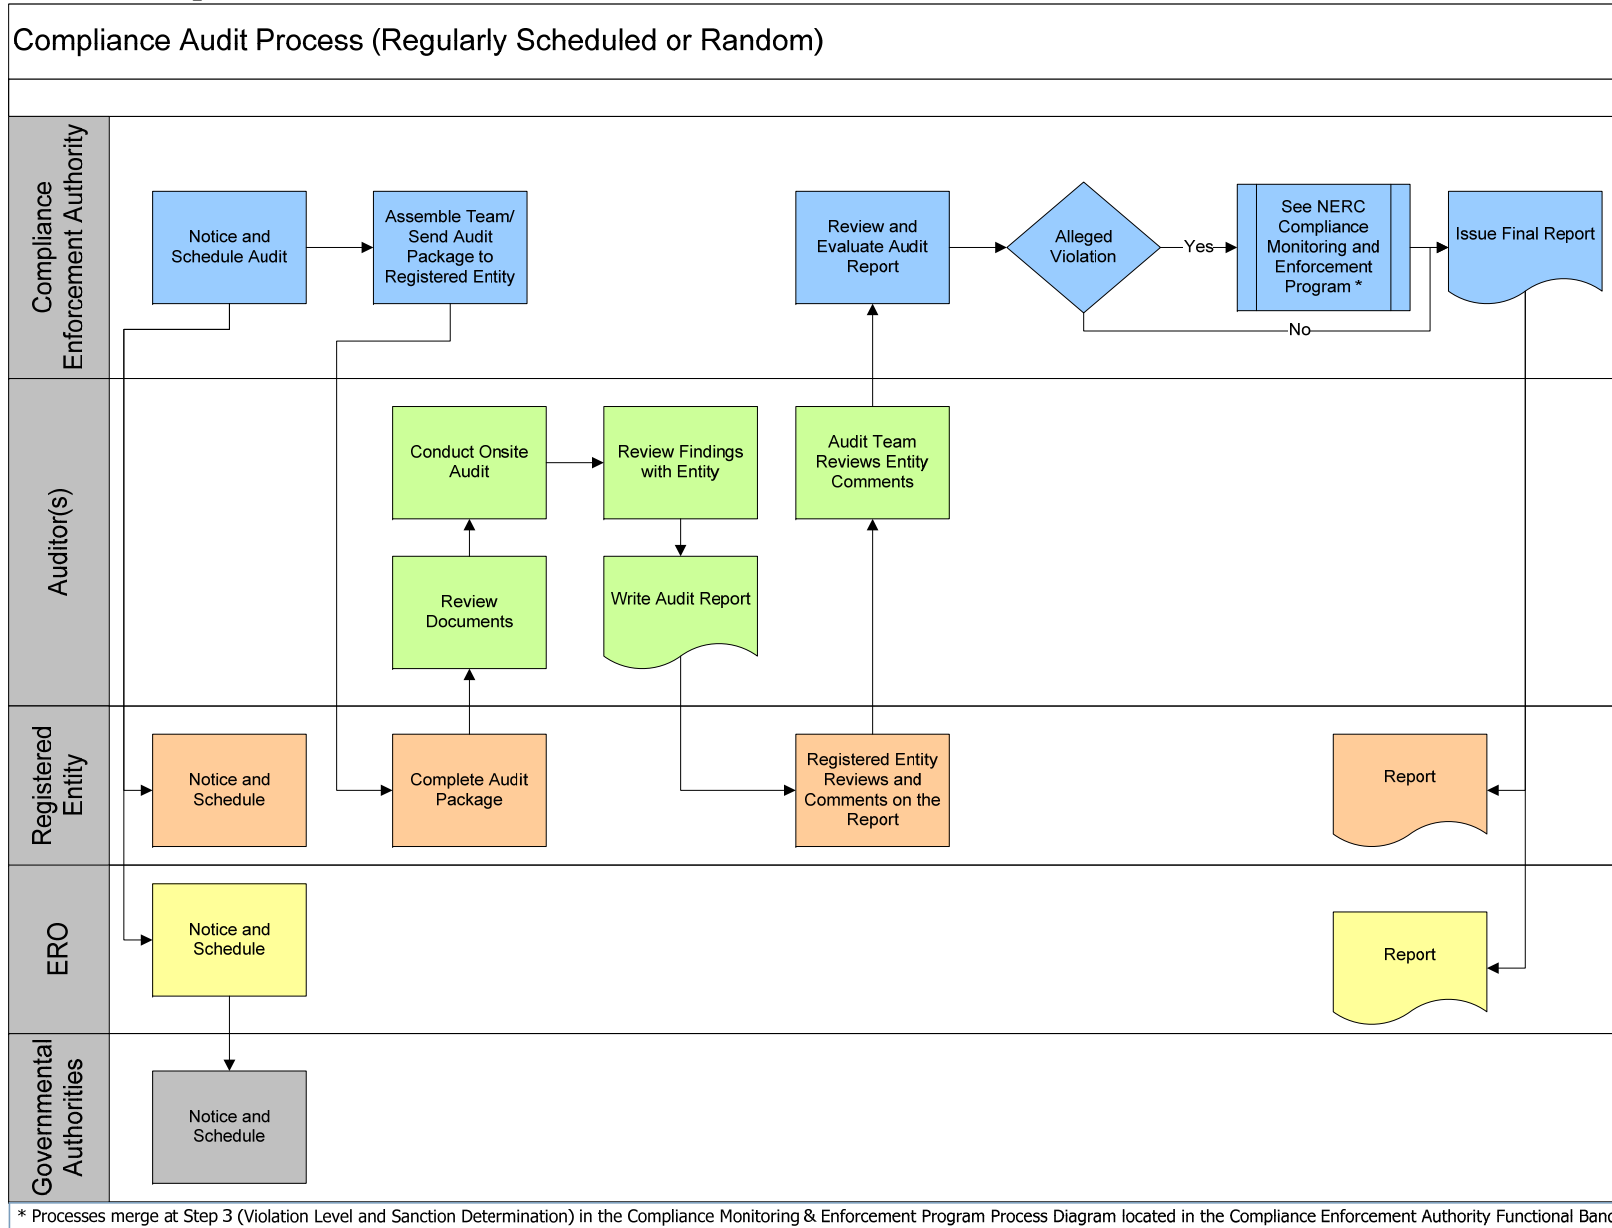 Compliance Audit Process (Regularly Scheduled or Random)
Compliance
Enforcement Authority
Notice and
Schedule Audit
Assemble Team/
Send Audit
Package to
Registered Entity
Review and
Evaluate Audit
Report
Alleged
Violation
Yes
No
See NERC
Compliance
Monitoring and
Enforcement
Program *
Issue Final Report
Auditor(s)
Conduct Onsite
Audit
Review Findings
with Entity
Audit Team
Reviews Entity
Comments
Review
Documents
Write Audit Report
Registered
Entity
Notice and
Schedule
Complete Audit
Package
Registered Entity
Reviews and
Comments on the
Report
Report
ERO
Notice and
Schedule
Report
Governmental
Authorities
Notice and
Schedule
* Processes merge at Step 3 (Violation Level and Sanction Determination) in the Compliance Monitoring & Enforcement Program Process Diagram located in the Compliance Enforcement Authority Functional Band